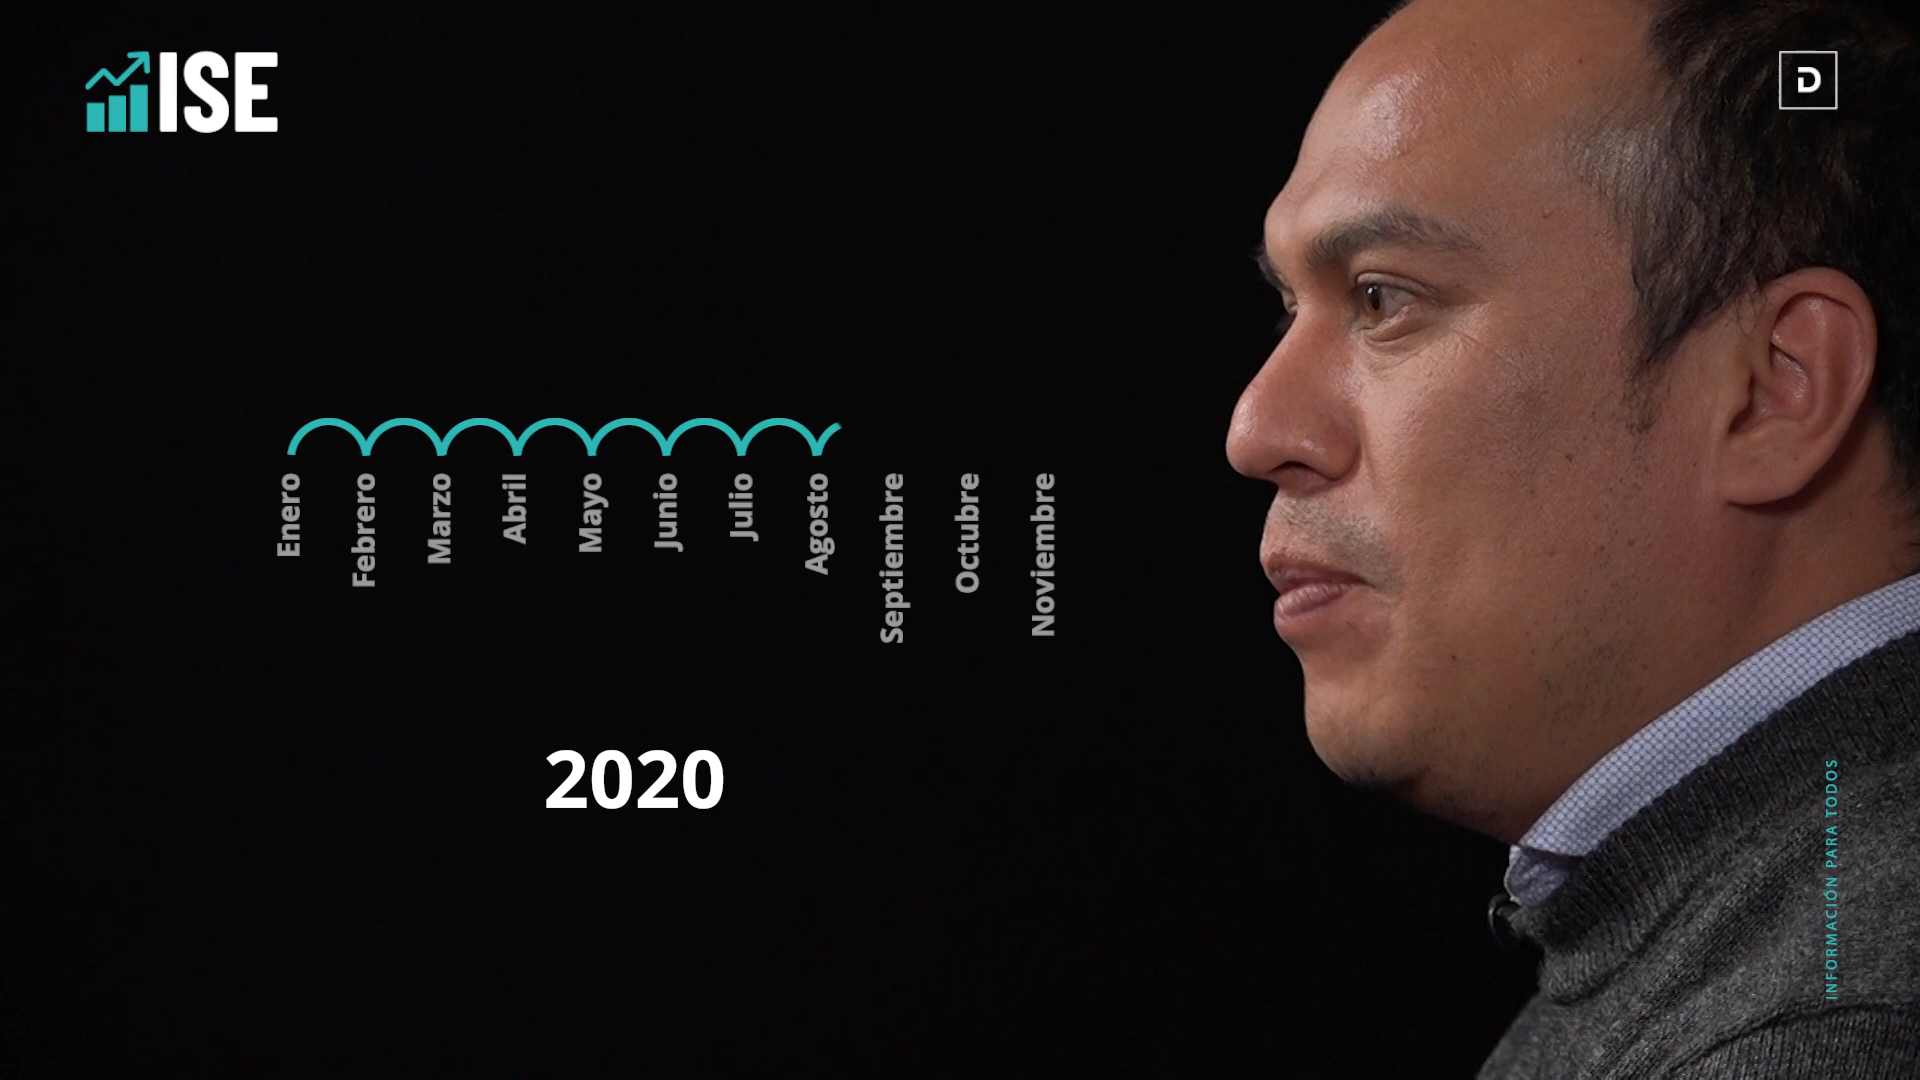 ISE
D
Enero
Febrero
Marzo
Abril
Mayo
Junio
Julio
Agosto
Septiembre
Octubre
Noviembre
2020
INFORMACIÓN PARA TODOS